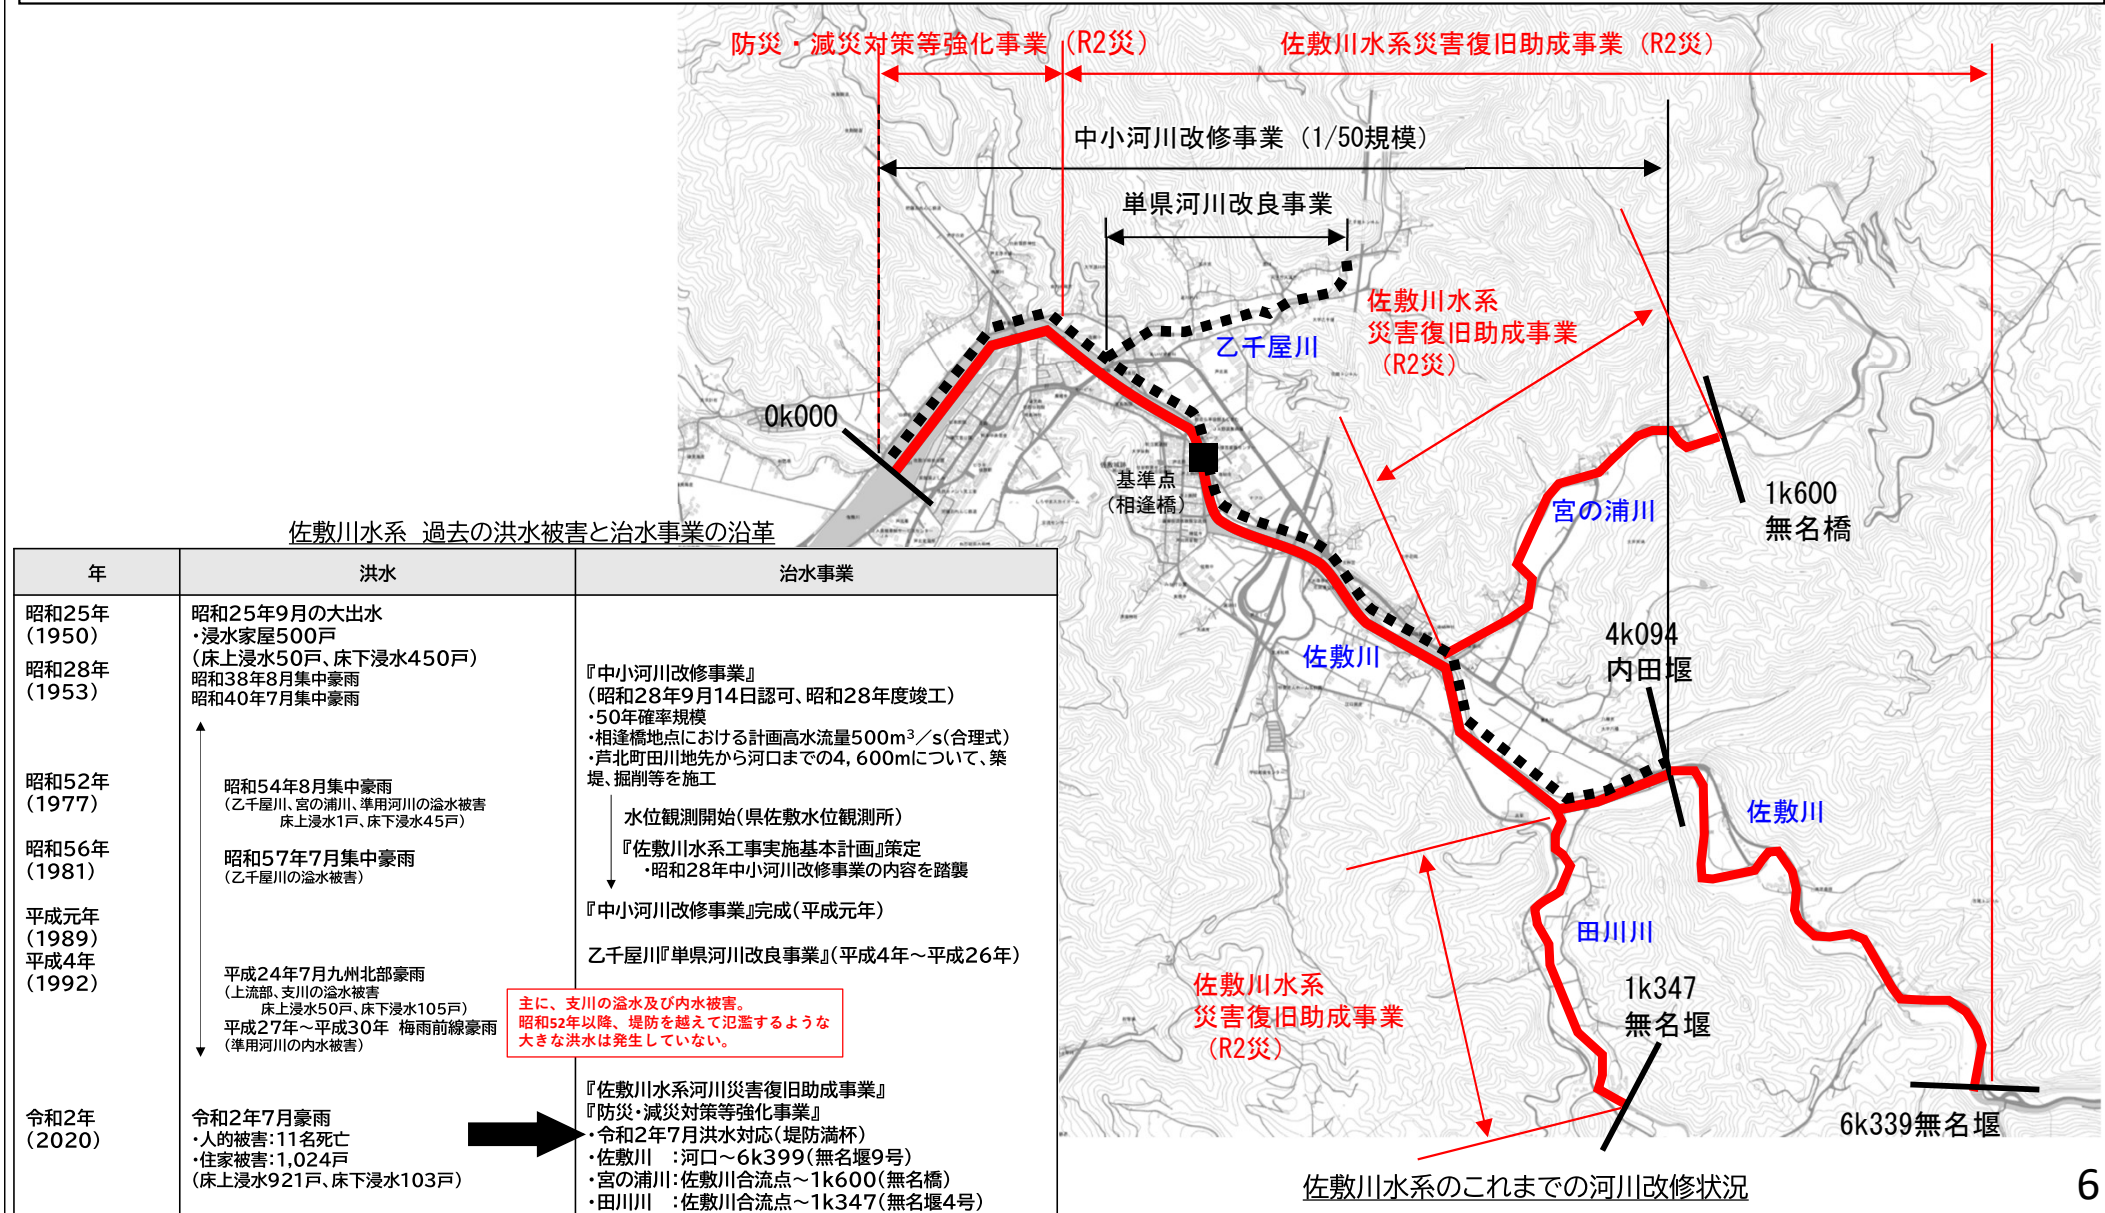 防災・減災対策等強化事業（R2災）
佐敷川水系災害復旧助成事業（R2災）
中小河川改修事業（1/50規模）
単県河川改良事業
佐敷川水系
災害復旧助成事業
（R2災）
乙千屋川
0k000
基準点
（相逢橋）
宮の浦川
1k600
無名橋
佐敷川
4k094
内田堰
佐敷川
田川川
佐敷川水系
災害復旧助成事業
（R2災）
1k347
無名堰
6k339無名堰
佐敷川水系のこれまでの河川改修状況
6
佐敷川水系　過去の洪水被害と治水事業の沿革
年
洪水
治水事業
昭和25年
（1950）
昭和28年
（1953）
昭和52年
（1977）
昭和56年
（1981）
平成元年
（1989）
平成4年
（1992）
令和2年
（2020）
昭和25年9月の大出水
・浸水家屋500戸
（床上浸水50戸、床下浸水450戸）
昭和38年8月集中豪雨
昭和40年7月集中豪雨
昭和54年8月集中豪雨
（乙千屋川、宮の浦川、準用河川の溢水被害
床上浸水1戸、床下浸水45戸）
昭和57年7月集中豪雨
（乙千屋川の溢水被害）
平成24年7月九州北部豪雨
（上流部、支川の溢水被害
床上浸水50戸、床下浸水105戸）
平成27年～平成30年 梅雨前線豪雨
（準用河川の内水被害）
令和2年7月豪雨
・人的被害：11名死亡
・住家被害：1,024戸
（床上浸水921戸、床下浸水103戸）
『中小河川改修事業』
（昭和28年9月14日認可、昭和28年度竣工）
・50年確率規模
・相逢橋地点における計画高水流量500m³／s（合理式）
・芦北町田川地先から河口までの4，600mについて、築
堤、掘削等を施工
水位観測開始（県佐敷水位観測所）
『佐敷川水系工事実施基本計画』策定
・昭和28年中小河川改修事業の内容を踏襲
『中小河川改修事業』完成（平成元年）
乙千屋川『単県河川改良事業』（平成4年～平成26年）
主に、支川の溢水及び内水被害。
昭和52年以降、堤防を越えて氾濫するような
大きな洪水は発生していない。
『佐敷川水系河川災害復旧助成事業』
『防災・減災対策等強化事業』
・令和2年7月洪水対応（堤防満杯）
・佐敷川　：河口～6k399（無名堰9号）
・宮の浦川：佐敷川合流点～1k600（無名橋）
・田川川　：佐敷川合流点～1k347（無名堰4号）